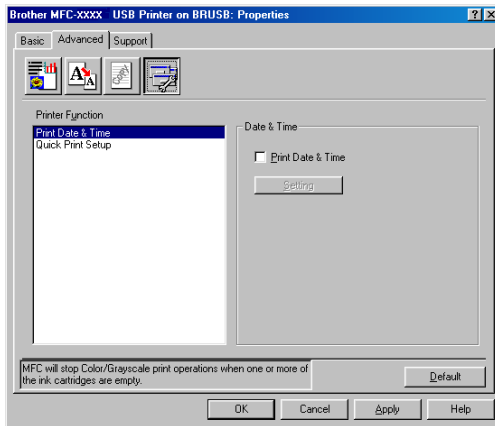 Brother MFC-XXXX USB Printer on BRUSB: Properties
Basic
Advanced
Support
Printer Function
Print Date & Time
Quick Print Setup
Date & Time
Print Date & Time
Setting
MFC will stop Color/Grayscale print operations when one or more of
the ink cartridges are empty.
Default
OK
Cancel
Apply
Help